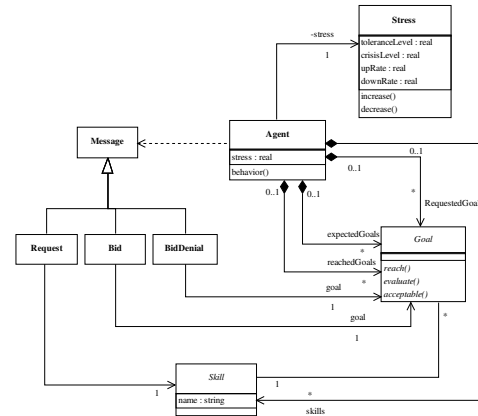 Stress
toleranceLevel : real
crisisLevel : real
upRate : real
downRate : real
increase()
decrease()
-stress
1
Agent
stress : real
behavior()
Message
0..1
0..1
0..1
0..1
*
RequestedGoal
Request
Bid
BidDenial
expectedGoals
*
reachedGoals
*
goal
1
goal
1
Goal
reach()
evaluate()
acceptable()
*
*
Skill
name : string
1
1
*
skills